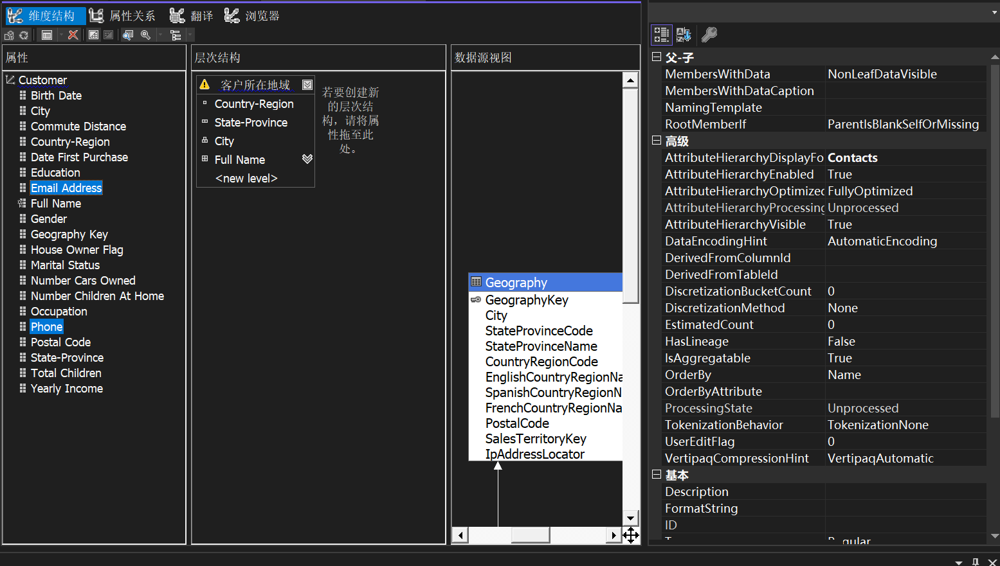 维度结构 属性关系 翻译 浏览器
属性
Customer
Birth Date
City
Commute Distance
Country-Region
Date First Purchase
Education
Email Address
Full Name
Gender
Geography Key
House Owner Flag
Marital Status
Number Cars Owned
Number Children At Home
Occupation
Phone
Postal Code
State-Province
Total Children
Yearly Income
层次结构
客户所在地域
Country-Region
State-Province
City
Full Name
<new level>
若要创建新
的层次结
构，请将属
性拖至此
处。
数据源视图
Geography
GeographyKey
City
StateProvinceCode
StateProvinceName
CountryRegionCode
EnglishCountryRegionNa
SpanishCountryRegionN
FrenchCountryRegionNa
PostalCode
SalesTerritoryKey
IpAddressLocator
父-子
MembersWithData NonLeafDataVisible
MembersWithDataCaption
NamingTemplate
RootMemberIf ParentIsBlankSelfOrMissing
高级
AttributeHierarchyDisplayFo Contacts
AttributeHierarchyEnabled True
AttributeHierarchyOptimized FullyOptimized
AttributeHierarchyProcessing Unprocessed
AttributeHierarchyVisible True
DataEncodingHint AutomaticEncoding
DerivedFromColumnId
DerivedFromTableId
DiscretizationBucketCount 0
DiscretizationMethod None
EstimatedCount 0
HasLineage False
IsAggregatable True
OrderBy Name
OrderByAttribute
ProcessingState Unprocessed
TokenizationBehavior TokenizationNone
UserEditFlag 0
VertipaqCompressionHint VertipaqAutomatic
基本
Description
FormatString
ID
Regular